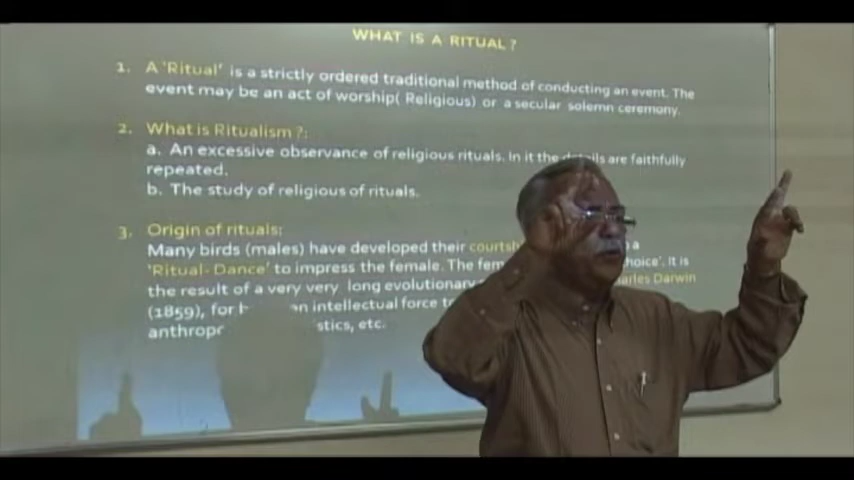 WHAT IS A RITUAL?
1. A 'Ritual' is a strictly ordered traditional method of conducting an event. The
event may be an act of worship( Religious) or a secular solemn ceremony.
2. What is Ritualism?:
a. An excessive observance of religious rituals. In it the details are faithfully
repeated.
b. The study of religious of rituals.
3. Origin of rituals:
Many birds (males) have developed their a
'Ritual- Dance' to impress the female. The It is
the result of a very very long evolutionary Darwin
(1859), for an intellectual force
etc.